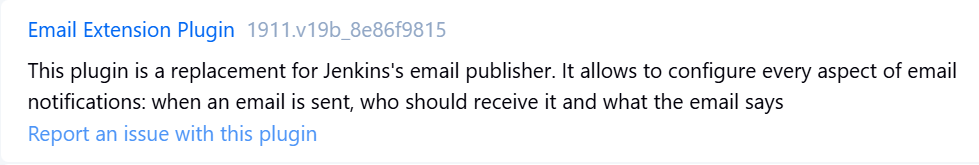 Email Extension Plugin 1911.v19b_8e86f9815
This plugin is a replacement for Jenkins's email publisher. It allows to configure every aspect of email
notifications: when an email is sent, who should receive it and what the email says
Report an issue with this plugin